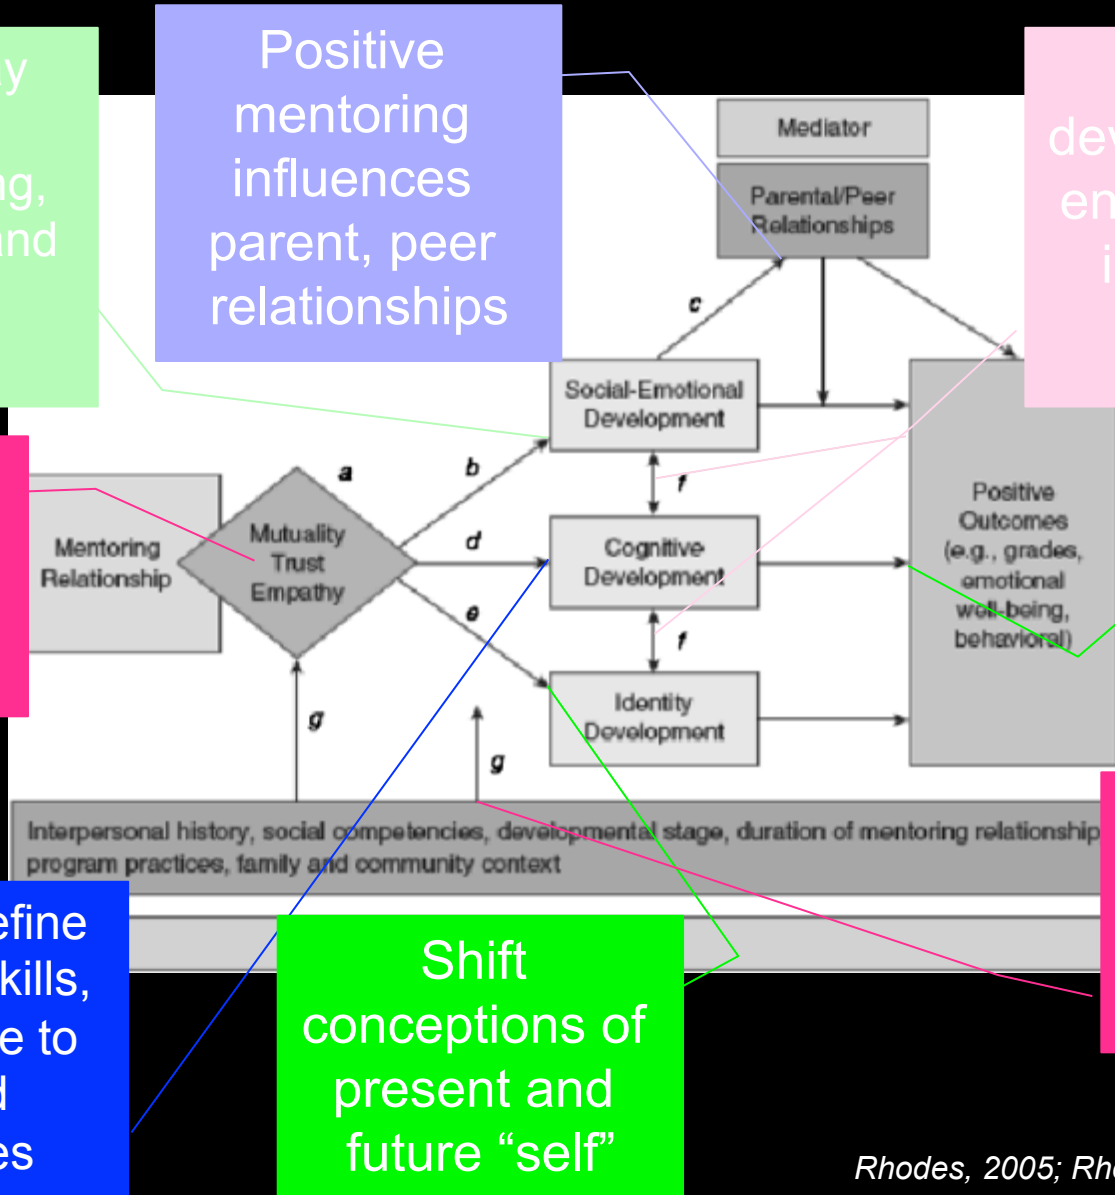 Positive
mentoring
influences
parent, peer
relationships
and
Mediator
Parental/Peer
Relationships
c
Social-Emotional
Development
a
b
f
Mentoring
Relationship
Mutuality
Trust
Empathy
d
Cognitive
Development
Positive
Outcomes
(e.g., grades,
emotional
well-being,
behavioral)
e
f
Identity
Development
g
g
Interpersonal history, social competencies, developmental stage, duration of mentoring relationship
program practices, family and community context
to
Shift
conceptions of
present and
future “self”
Rhodes, 2005;